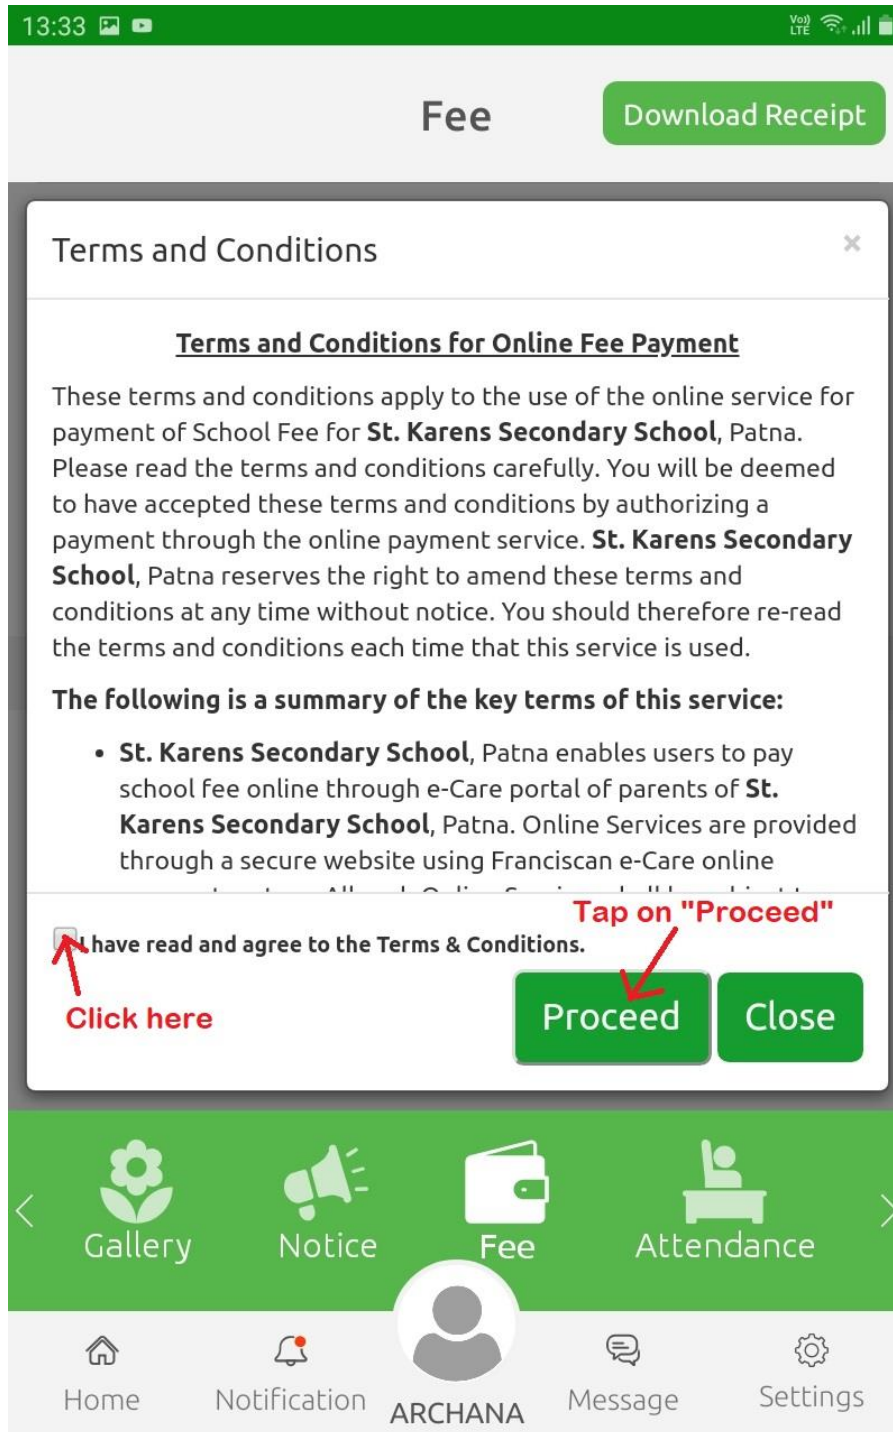 13:33
Vo))
LTE
Fee
Download Receipt
Terms and Conditions
×
Terms and Conditions for Online Fee Payment
These terms and conditions apply to the use of the online service for
payment of School Fee for St. Karens Secondary School, Patna.
Please read the terms and conditions carefully. You will be deemed
to have accepted these terms and conditions by authorizing a
payment through the online payment service. St. Karens Secondary
School, Patna reserves the right to amend these terms and
conditions at any time without notice. You should therefore re-read
the terms and conditions each time that this service is used.
The following is a summary of the key terms of this service:
• St. Karens Secondary School, Patna enables users to pay
school fee online through e-Care portal of parents of St.
Karens Secondary School, Patna. Online Services are provided
through a secure website using Franciscan e-Care online
Tap on "Proceed"
I have read and agree to the Terms & Conditions.
Click here
Proceed
Close
Gallery
Notice
Fee
Attendance
Home
Notification
ARCHANA
Message
Settings